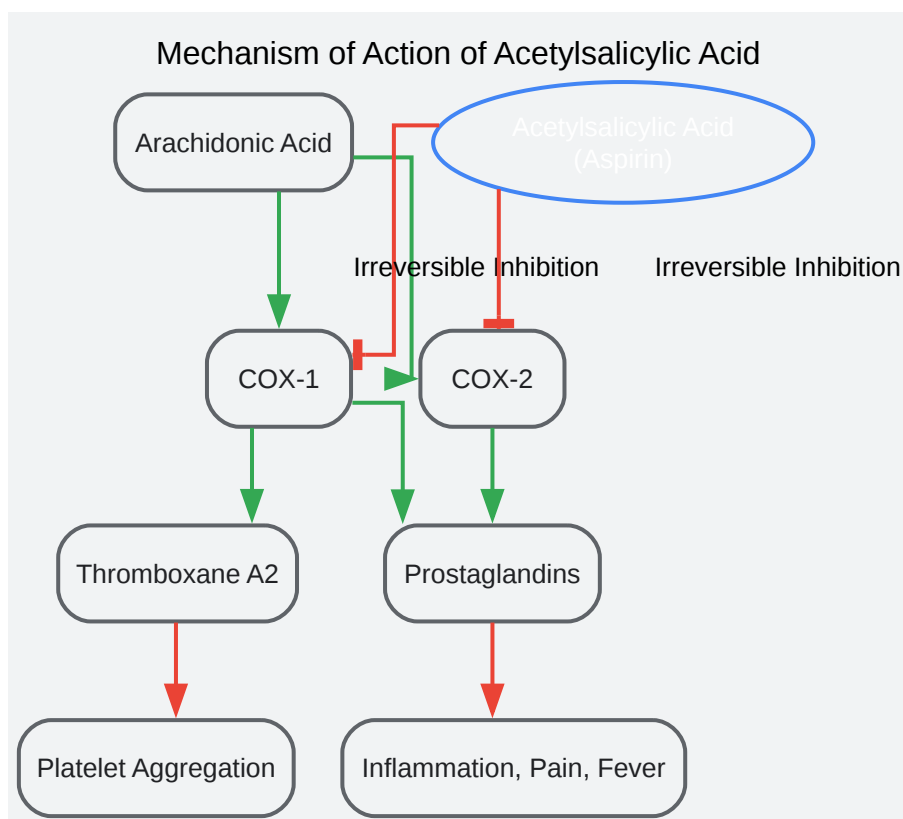 Mechanism of Action of Acetylsalicylic Acid
Arachidonic Acid
Acetylsalicylic Acid
(Aspirin)
Irreversible Inhibition
Irreversible Inhibition
COX-1
COX-2
Thromboxane A2
Prostaglandins
Platelet Aggregation
Inflammation, Pain, Fever